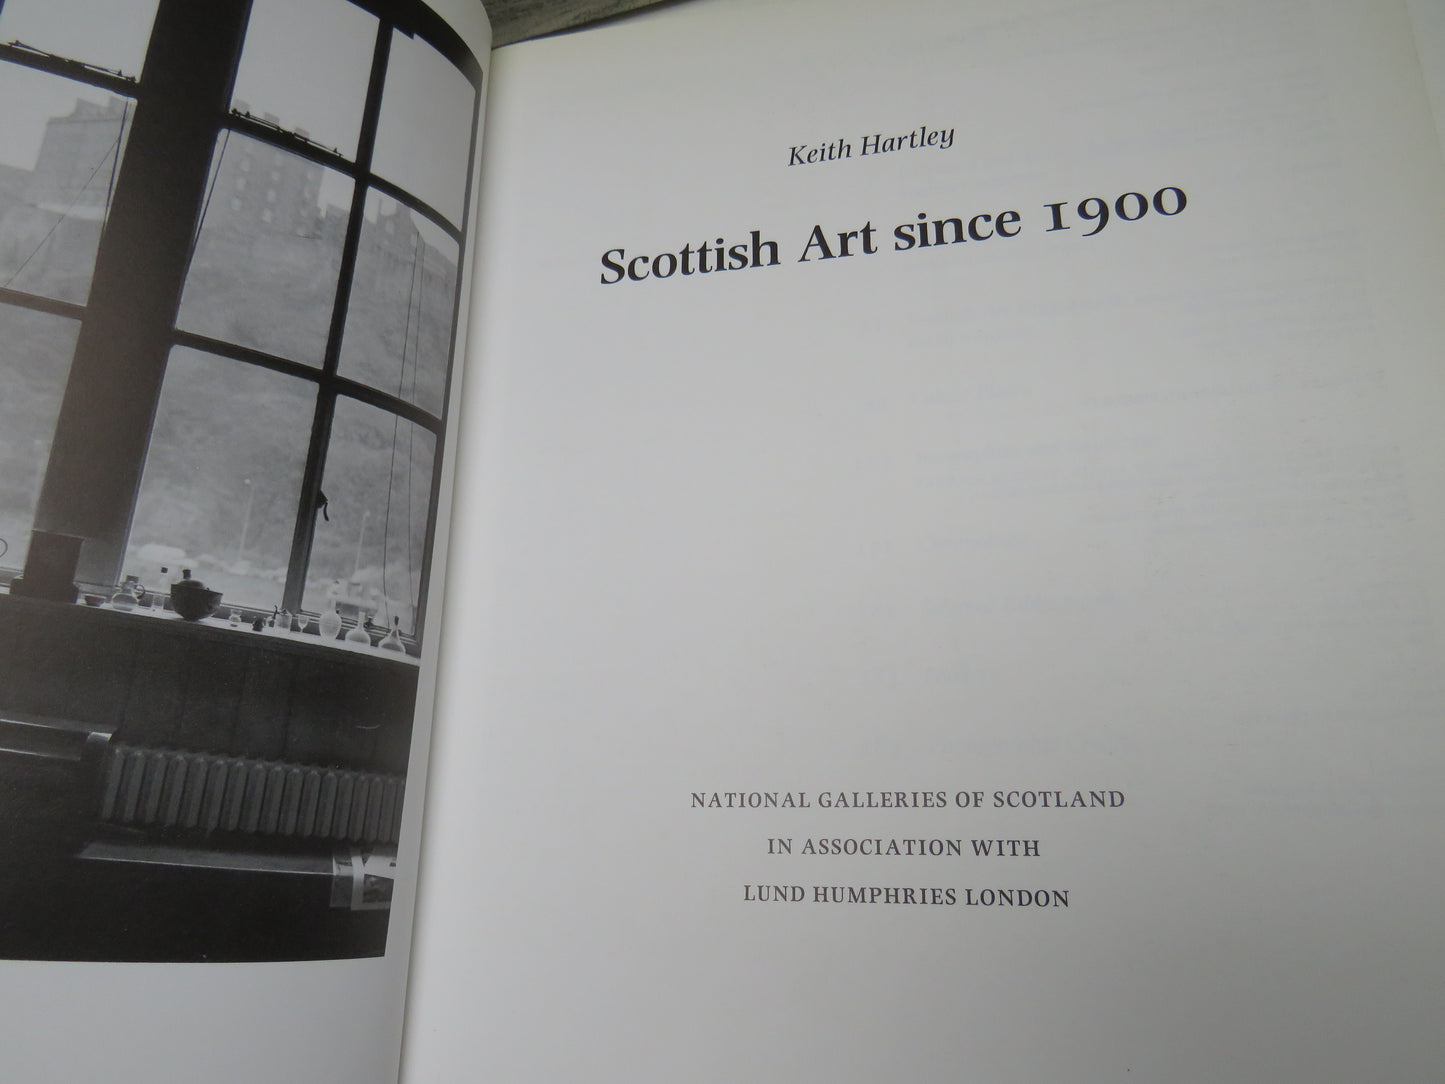 Keith Hartley
Scottish Art since 1900
NATIONAL GALLERIES OF SCOTLAND
IN ASSOCIATION WITH
LUND HUMPHRIES LONDON